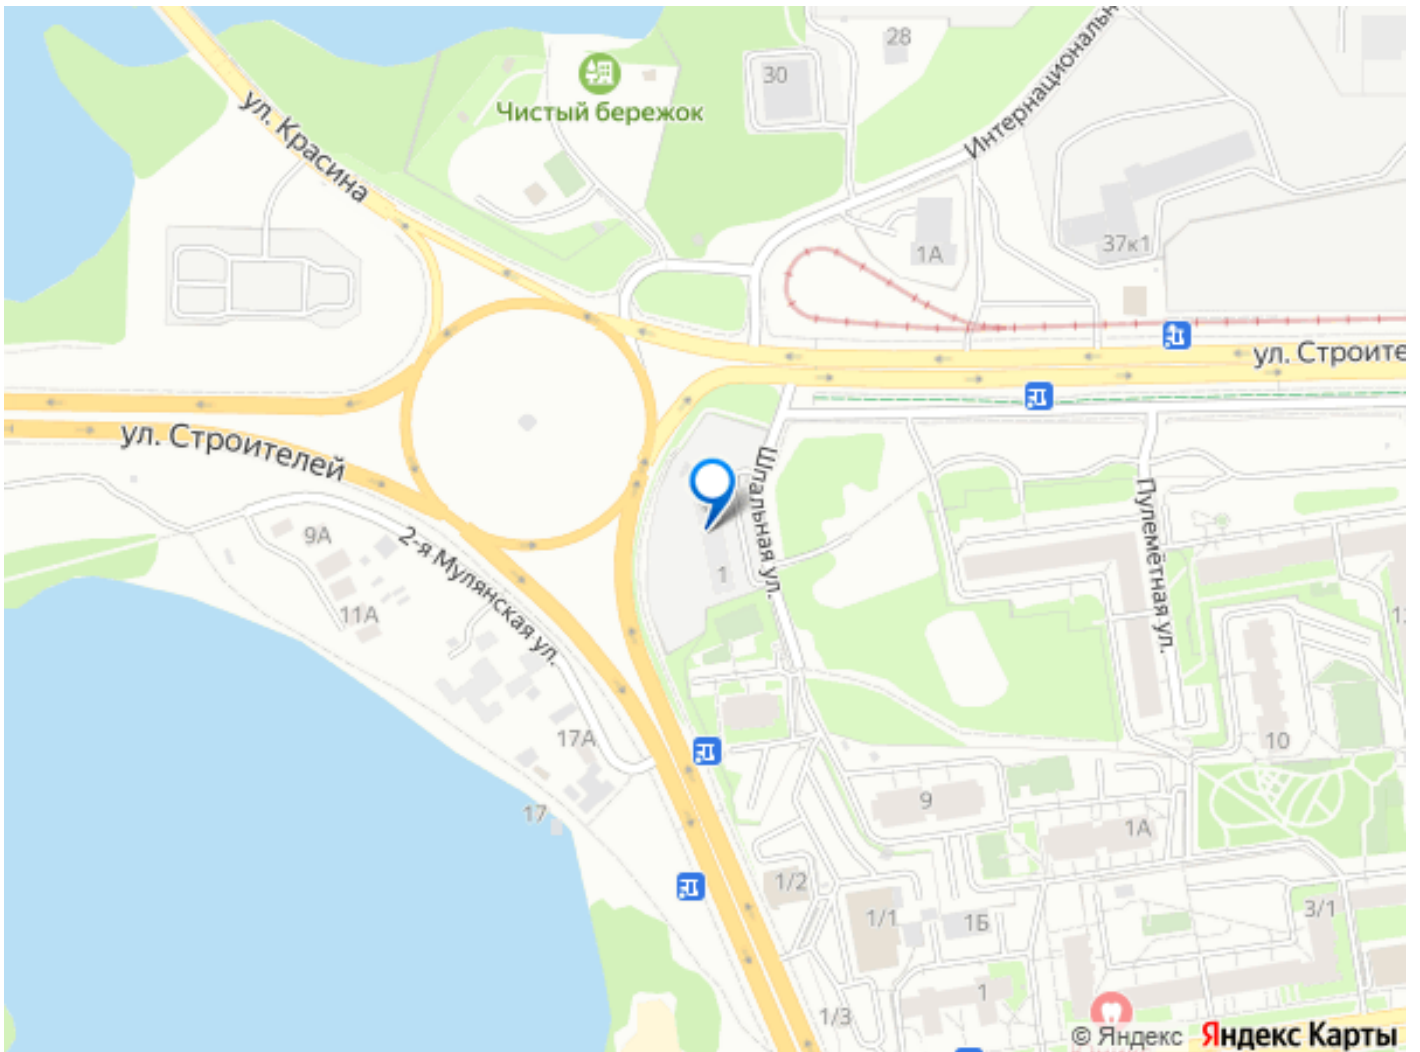 28
30
Интернациональн
ул. Красина
Чистый бережок
1А
37к1
ул. Строите
ул. Строителей
Шпальная ул.
Пулемётная ул.
9А
2-я Мулянская ул.
11А
1
17А
10
17
9
1А
1/2
1/1
1Б
3/1
1
1/3
© Яндекс Яндекс Карты